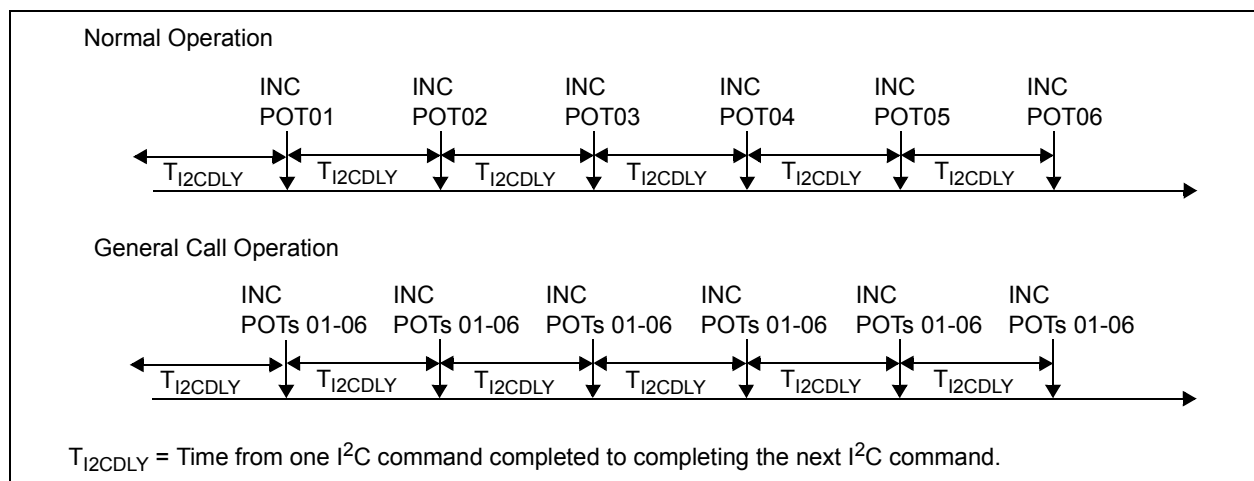 Normal Operation
INC INC INC INC INC INC
POT01 POT02 POT03 POT04 POT05 POT06
TI2CDLY TI2CDLY TI2CDLY TI2CDLY TI2CDLY TI2CDLY
General Call Operation
INC INC INC INC INC INC
POTs 01-06 POTs 01-06 POTs 01-06 POTs 01-06 POTs 01-06 POTs 01-06
TI2CDLY TI2CDLY TI2CDLY TI2CDLY TI2CDLY TI2CDLY
TI2CDLY = Time from one I²C command completed to completing the next I²C command.